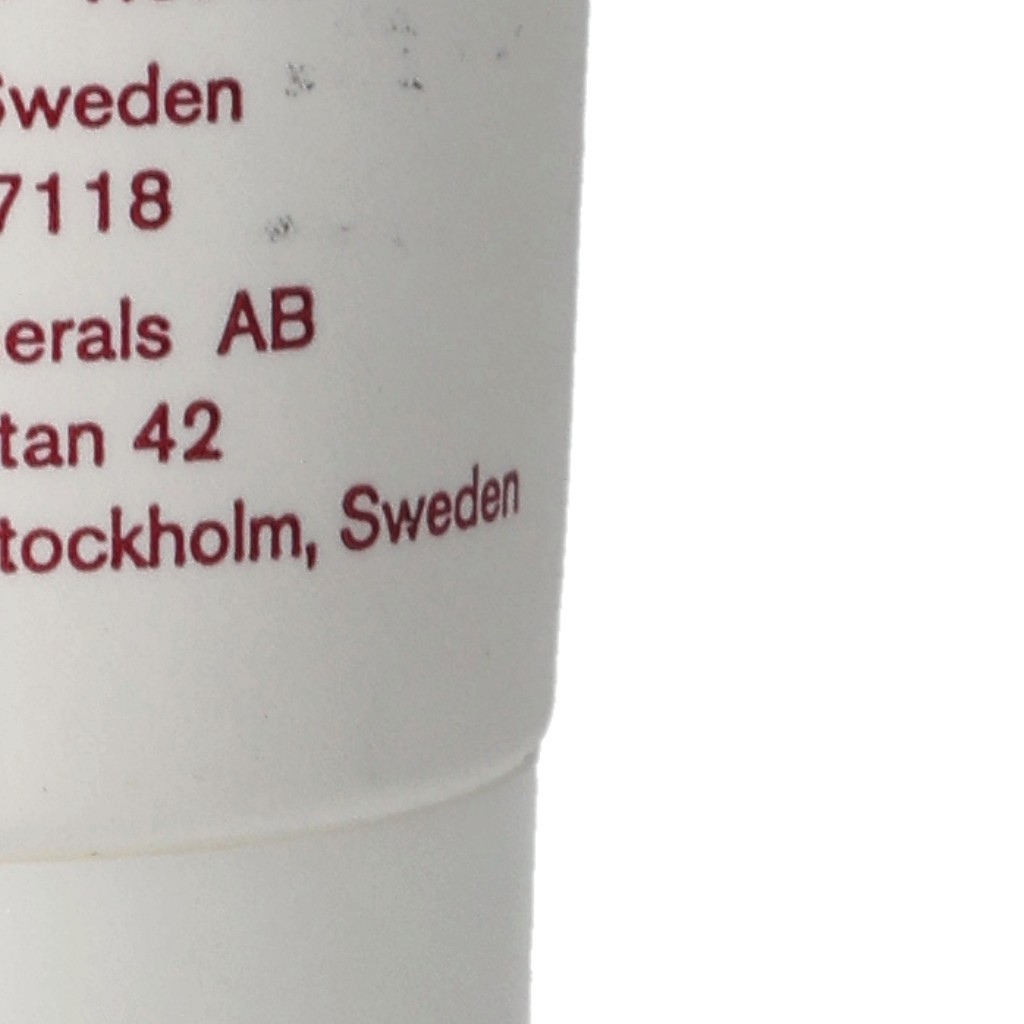 Sweden
7118
erals AB
tan 42
tockholm, Sweden